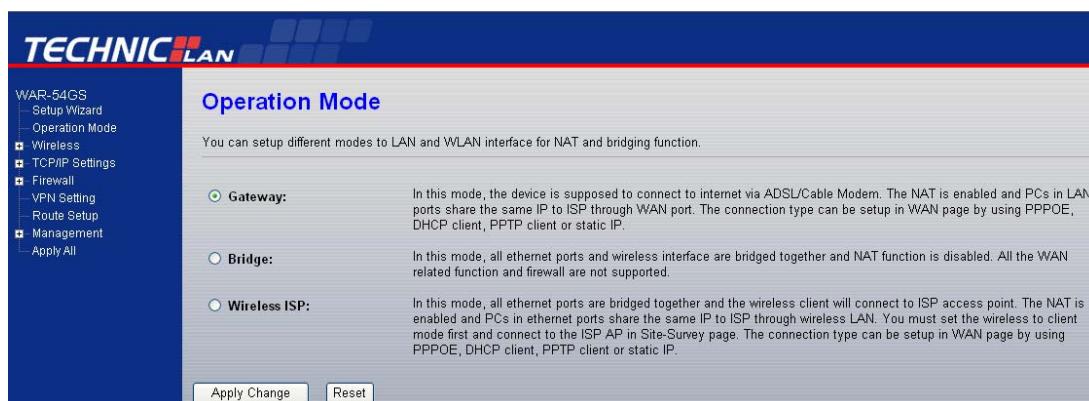 TECHNIC LAN
WAR-54GS
Setup Wizard
Operation Mode
Wireless
TCP/IP Settings
Firewall
VPN Setting
Route Setup
Management
Apply All
Operation Mode
You can setup different modes to LAN and WLAN interface for NAT and bridging function.
Gateway:
In this mode, the device is supposed to connect to internet via ADSL/Cable Modem. The NAT is enabled and PCs in LAN
ports share the same IP to ISP through WAN port. The connection type can be setup in WAN page by using PPPOE,
DHCP client, PPTP client or static IP.
Bridge:
In this mode, all ethernet ports and wireless interface are bridged together and NAT function is disabled. All the WAN
related function and firewall are not supported.
Wireless ISP:
In this mode, all ethernet ports are bridged together and the wireless client will connect to ISP access point. The NAT is
enabled and PCs in ethernet ports share the same IP to ISP through wireless LAN. You must set the wireless to client
mode first and connect to the ISP AP in Site-Survey page. The connection type can be setup in WAN page by using
PPPOE, DHCP client, PPTP client or static IP.
Apply Change
Reset